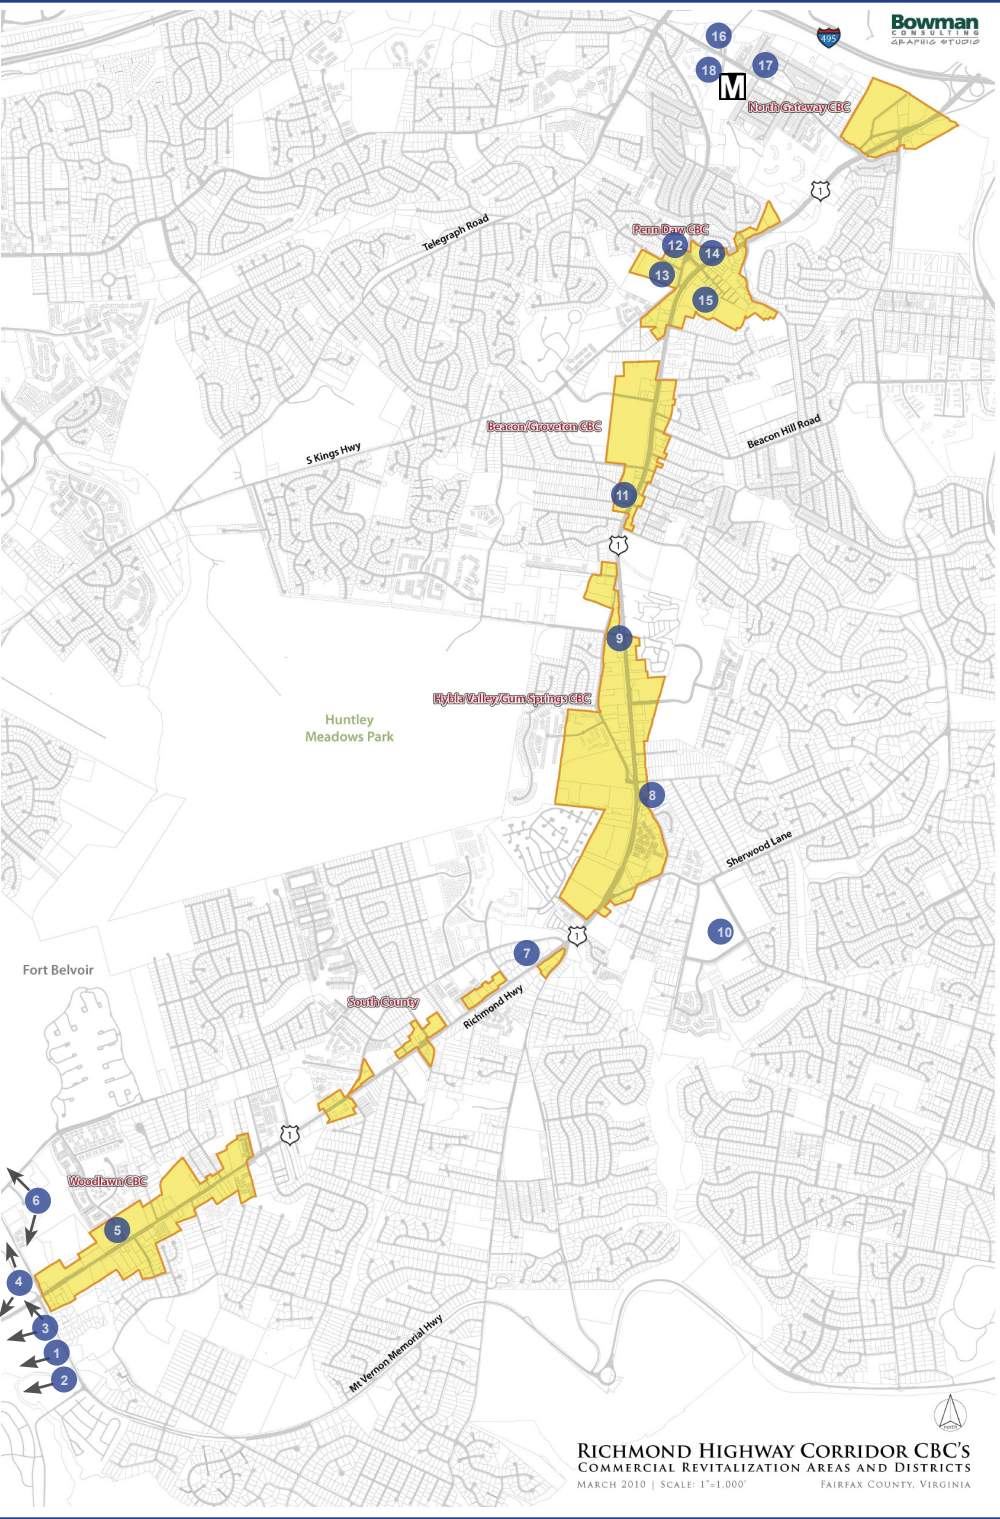 16
495
Bowman
CONSULTING
GRAPHIC STUDIO
18
17
M
North Gateway CBC
1
Telegraph Road
Penn Daw CBC
12
14
13
15
Beacon/Groveton CBC
Beacon Hill Road
S Kings Hwy
11
1
9
Hybla Valley/Gum Springs CBC
Huntley
Meadows Park
8
Sherwood Lane
10
1
7
Fort Belvoir
South County
Richmond Hwy
1
Woodlawn CBC
6
5
4
3
1
2
Mt Vernon Memorial Hwy
north
RICHMOND HIGHWAY CORRIDOR CBC'S
COMMERCIAL REVITALIZATION AREAS AND DISTRICTS
MARCH 2010 | SCALE: 1"=1,000' FAIRFAX COUNTY, VIRGINIA